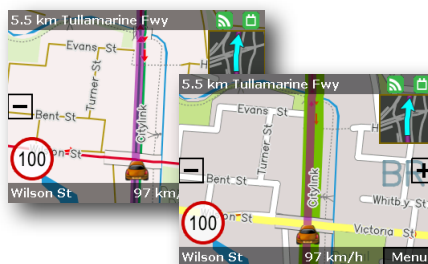 5.5 km Tullamarine Fwy
Evans St
Turner St
Bent St
Citylink
100
Wilson St
97 km/
5.5 km Tullamarine Fwy
Evans St
Turner St
H
Bent St
Citylink
BR
Whitby St
100
Victoria St
Wilson St
97 km/h
Menu